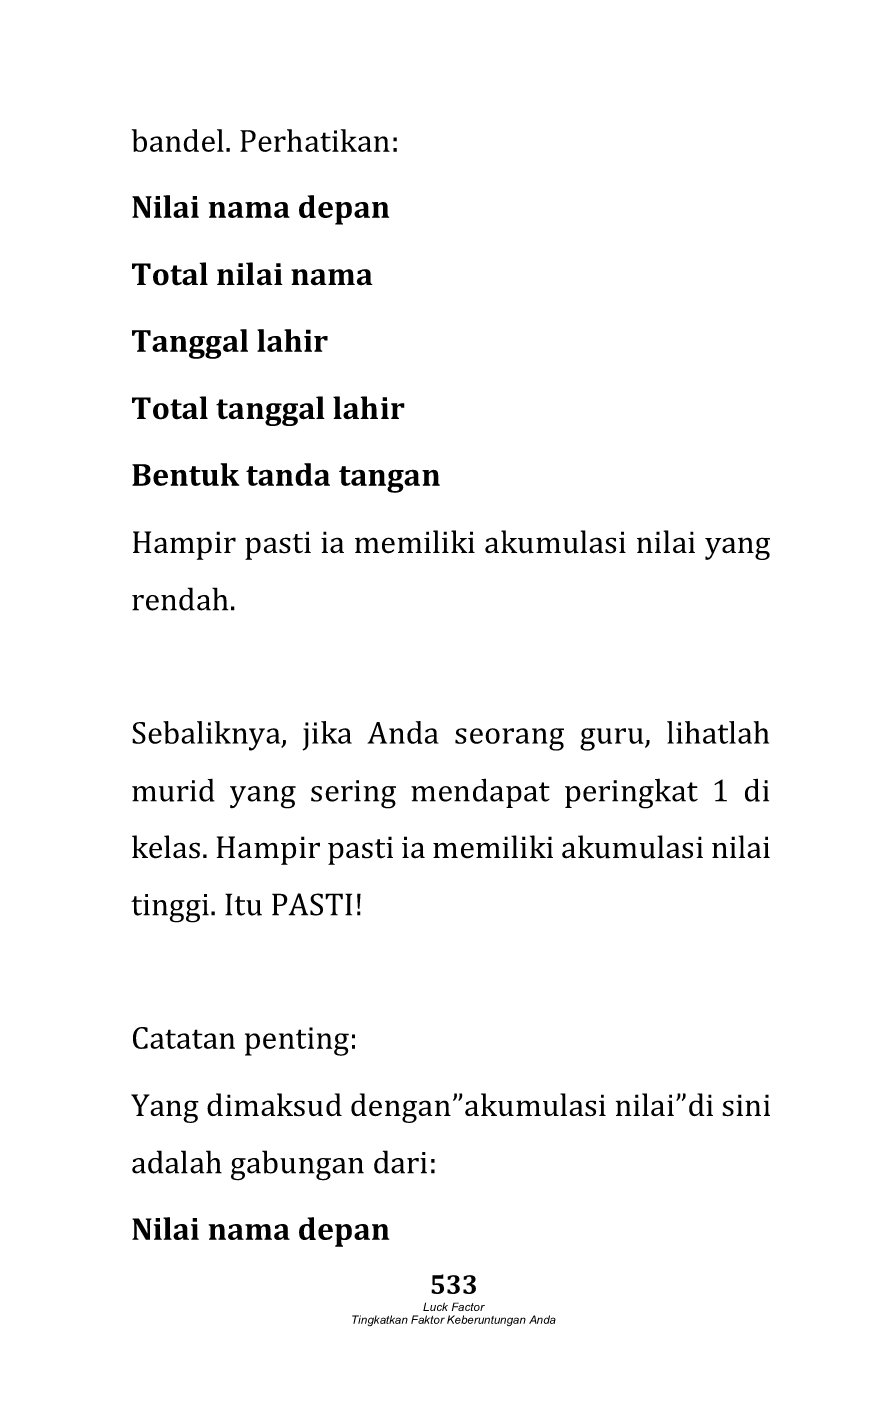 bandel. Perhatikan:
Nilai nama depan
Total nilai nama
Tanggal lahir
Total tanggal lahir
Bentuk tanda tangan
Hampir pasti ia memiliki akumulasi nilai yang
rendah.
Sebaliknya, jika Anda seorang guru, lihatlah
murid yang sering mendapat peringkat 1 di
kelas. Hampir pasti ia memiliki akumulasi nilai
tinggi. Itu PASTI!
Catatan penting:
Yang dimaksud dengan”akumulasi nilai”di sini
adalah gabungan dari:
Nilai nama depan
533
Luck Factor
Tingkatkan Faktor Keberuntungan Anda